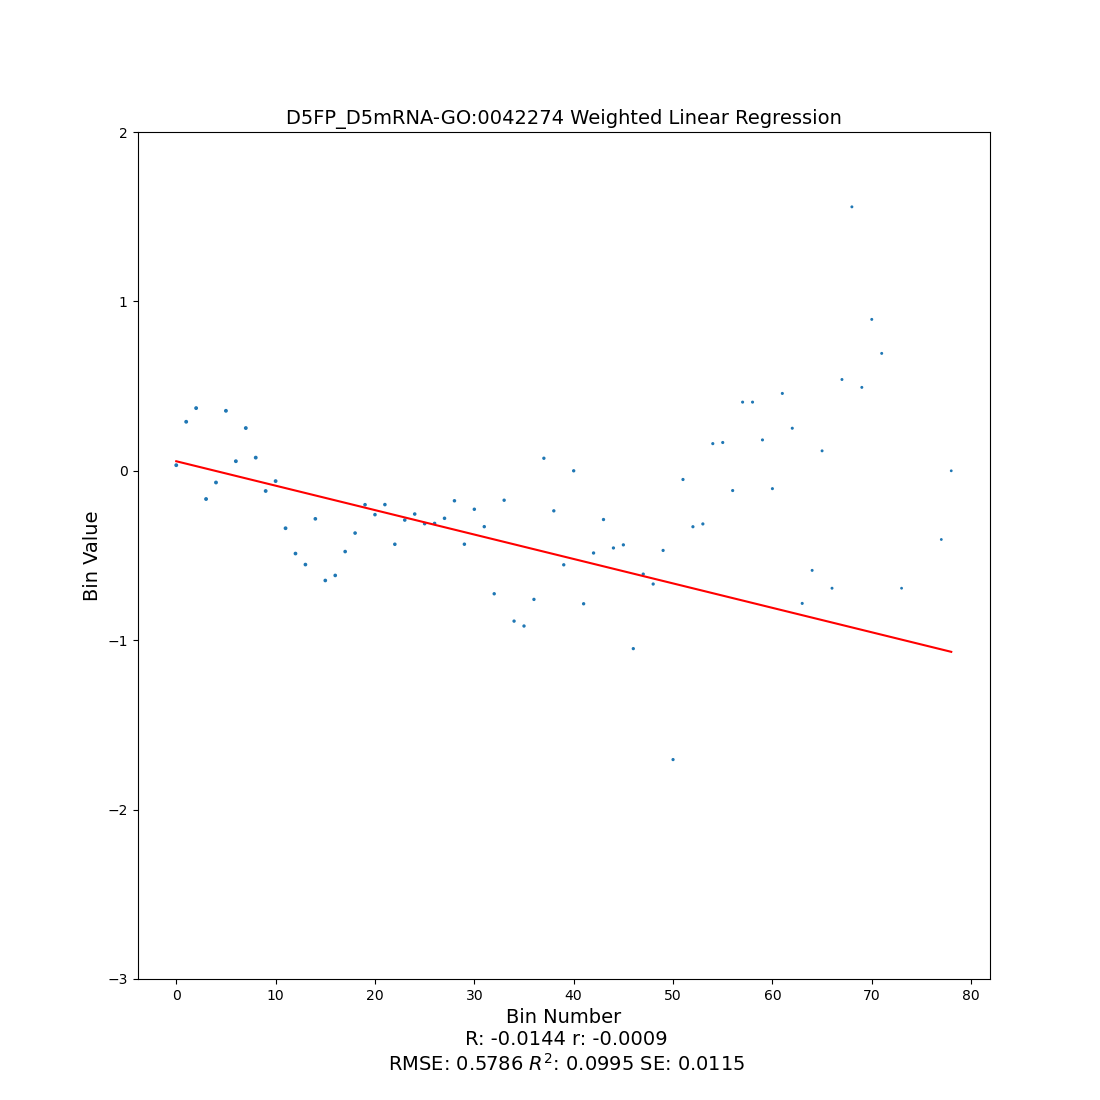 D5FP_D5mRNA-GO:0042274 Weighted Linear Regression
2
1
0
−1
−2
−3
Bin Value
0 10 20 30 40 50 60 70 80
Bin Number
R: -0.0144 r: -0.0009
RMSE: 0.5786 R²: 0.0995 SE: 0.0115